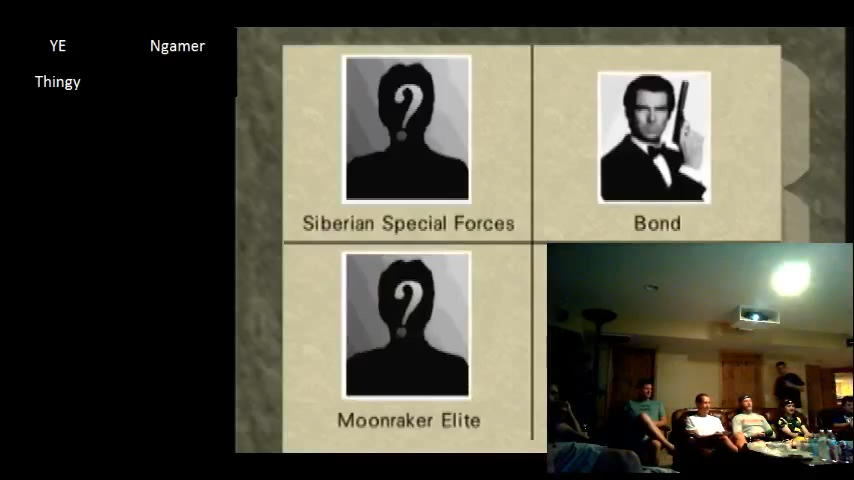 YE Ngamer
Thingy
Siberian Special Forces
Bond
Moonraker Elite